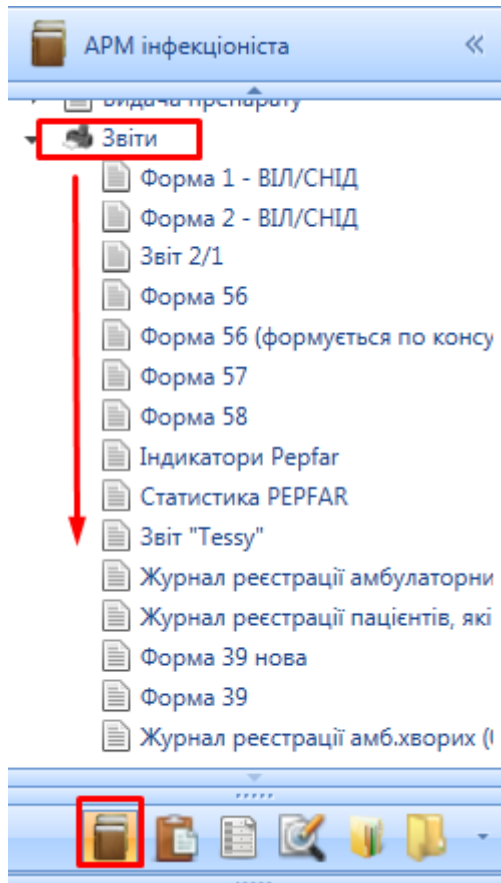 АРМ інфекціоніста
Видача препарату
Звіти
Форма 1 - ВІЛ/СНІД
Форма 2 - ВІЛ/СНІД
Звіт 2/1
Форма 56
Форма 56 (формується по консу
Форма 57
Форма 58
Індикатори Pepfar
Статистика PEPFAR
Звіт "Tessy"
Журнал реєстрації амбулаторни
Журнал реєстрації пацієнтів, які
Форма 39 нова
Форма 39
Журнал реєстрації амб.хворих (